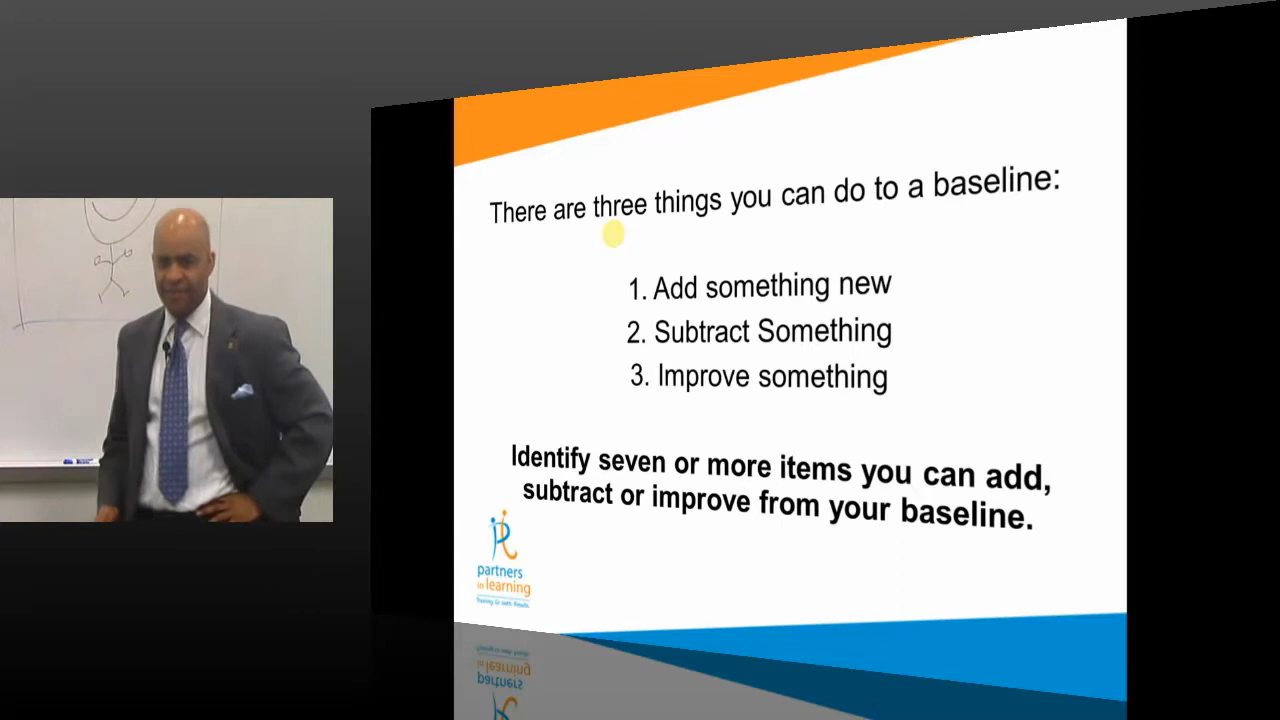 There are three things you can do to a baseline:
1. Add something new
2. Subtract Something
3. Improve something
Identify seven or more items you can add,
subtract or improve from your baseline.
partners
in learning